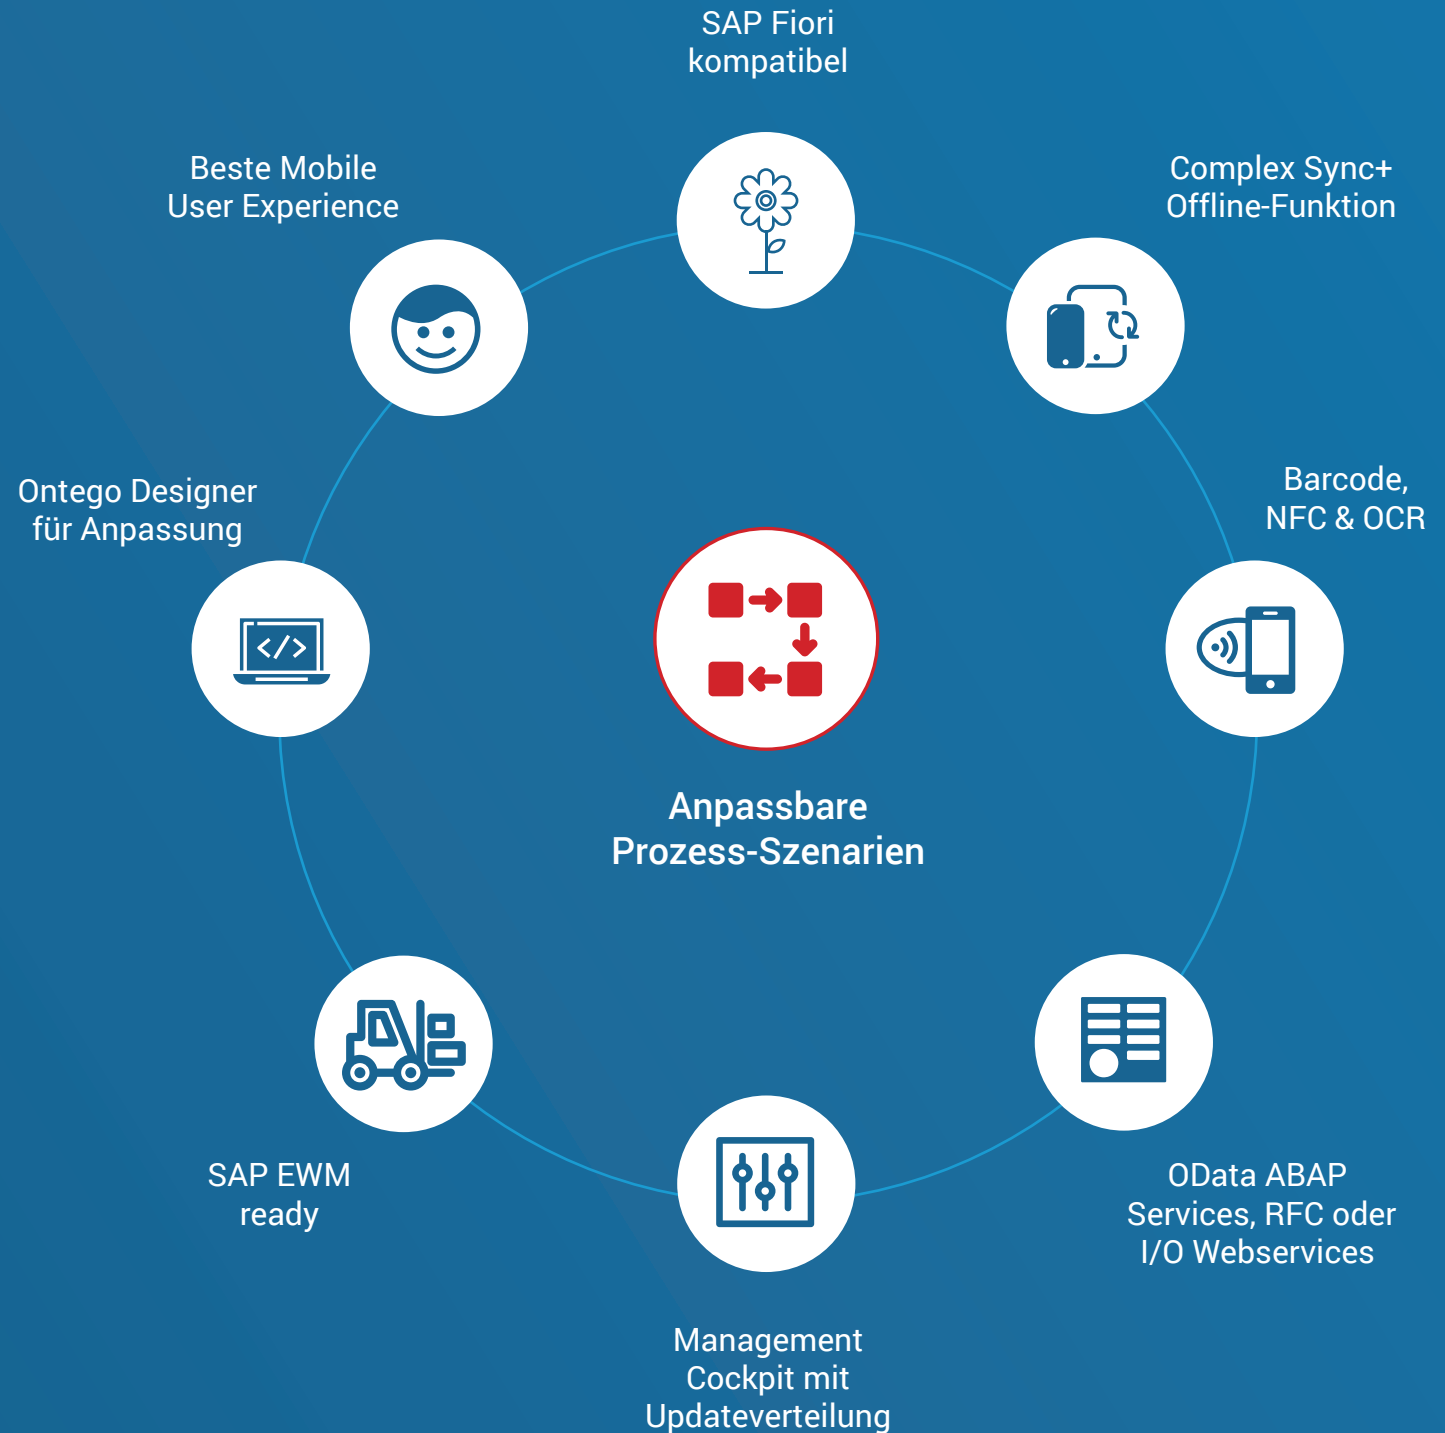 SAP Fiori
kompatibel
Beste Mobile
User Experience
Complex Sync+
Offline-Funktion
Ontego Designer
für Anpassung
Barcode,
NFC & OCR
</>
Anpassbare
Prozess-Szenarien
SAP EWM
ready
OData ABAP
Services, RFC oder
I/O Webservices
Management
Cockpit mit
Updateverteilung